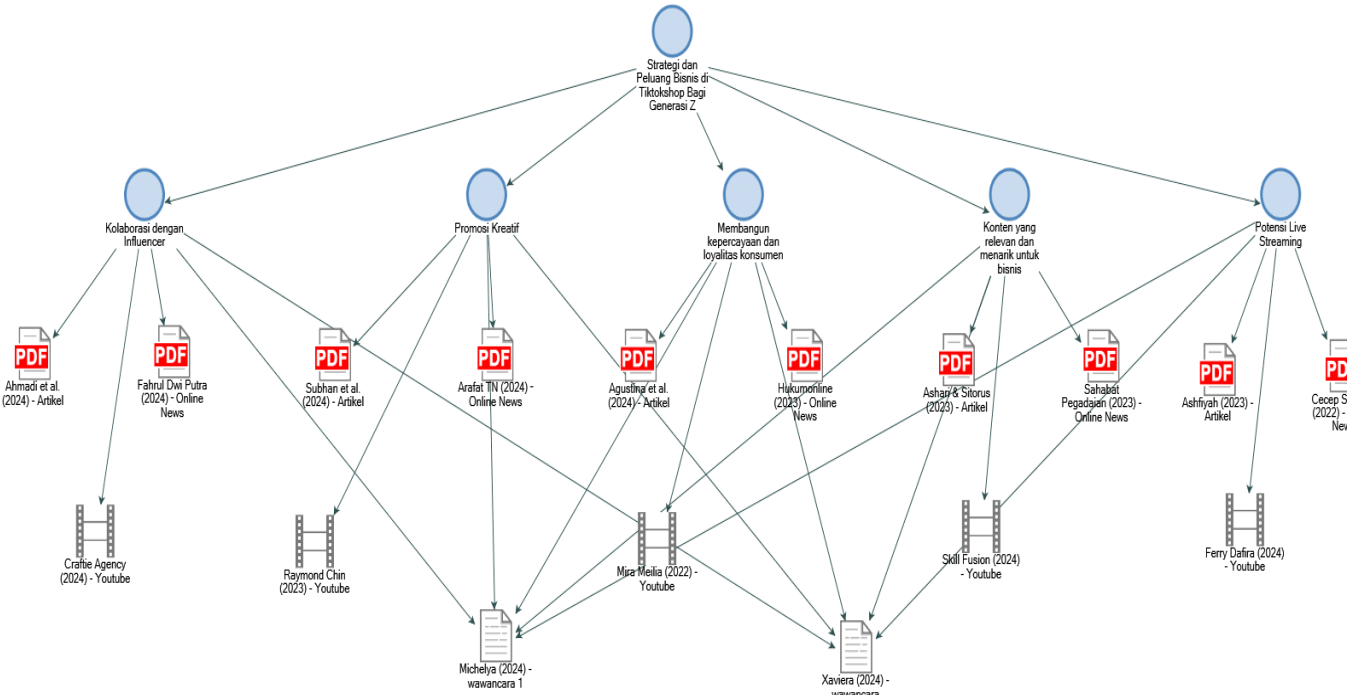 Strategi dan
Peluang Bisnis di
Tiktokshop Bagi
Generasi Z
Kolaborasi dengan
Influencer
Promosi Kreatif
Membangun
kepercayaan dan
loyalitas konsumen
Konten yang
relevan dan
menarik untuk
bisnis
Potensi Live
Streaming
PDF
Ahmadi et al.
(2024) - Artikel
PDF
Fahrul Dwi Putra
(2024) - Online
News
PDF
Subhan et al.
(2024) - Artikel
PDF
Arafat TN (2024) -
Online News
PDF
Agustina et al.
(2024) - Artikel
PDF
Hukumonline
(2023) - Online
News
PDF
Ashari & Sitorus
(2023) - Artikel
PDF
Sahabat
Pegadaian (2023) -
Online News
PDF
Ashfiyah (2023) -
Artikel
Cecep S
(2022) -
Craftie Agency
(2024) - Youtube
Raymond Chin
(2023) - Youtube
Mira Meilia (2022) -
Youtube
Skill Fusion (2024)
- Youtube
Ferry Dafira (2024)
- Youtube
Michelya (2024) -
wawancara 1
Xaviera (2024) -
wawancara